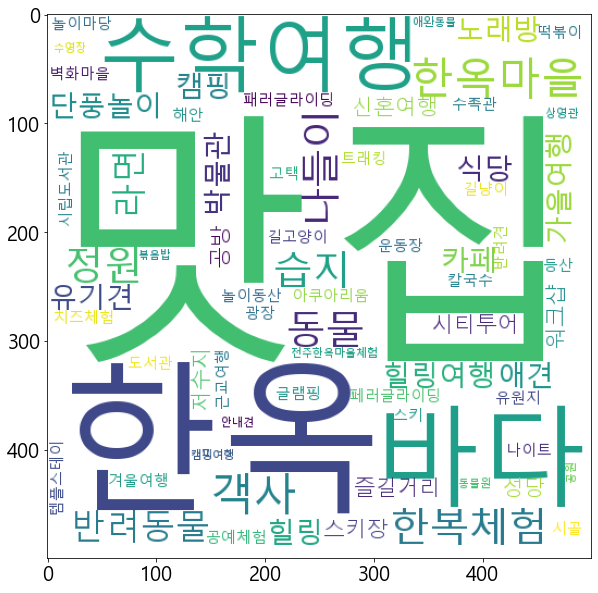 0
놀이마당
수학여행
애완동물
노래방
떡볶이
수영장
벽화마을
캠핑
한옥마을
단풍놀이
해안
패러글라이딩
신혼여행
수족관
상영관
100
맛집
시립도서관
라면
박물관
나들이
고택
트래킹
식당
길냥이
가을여행
200
공방
길고양이
운동장
반려견
정원
볶음밥
습지
카페
칼국수
등산
유기견
놀이동산
아쿠아리움
치즈체험
광장
동물
시티투어
워크샵
300
전주한옥마을체험
도서관
저수지
근교여행
힐링여행
애견
한옥
글램핑
페러글라이딩
유원지
안내견
스키
바다
400
캠핑여행
나이트
템플스테이
겨울여행
객사
즐길거리
동물원
성당
공원
반려동물
공예체험
힐링
스키장
한복체험
시골
500
0
100
200
300
400